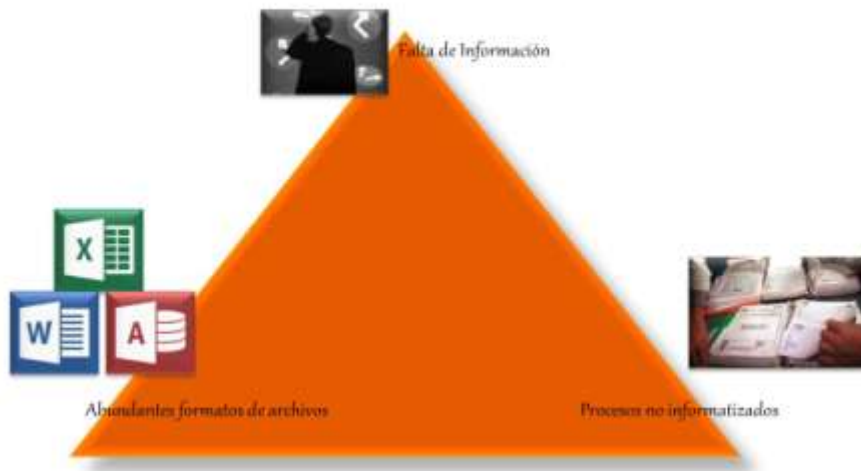 Falta de Información
X
W
A
Abundantes formatos de archivos
Procesos no informatizados